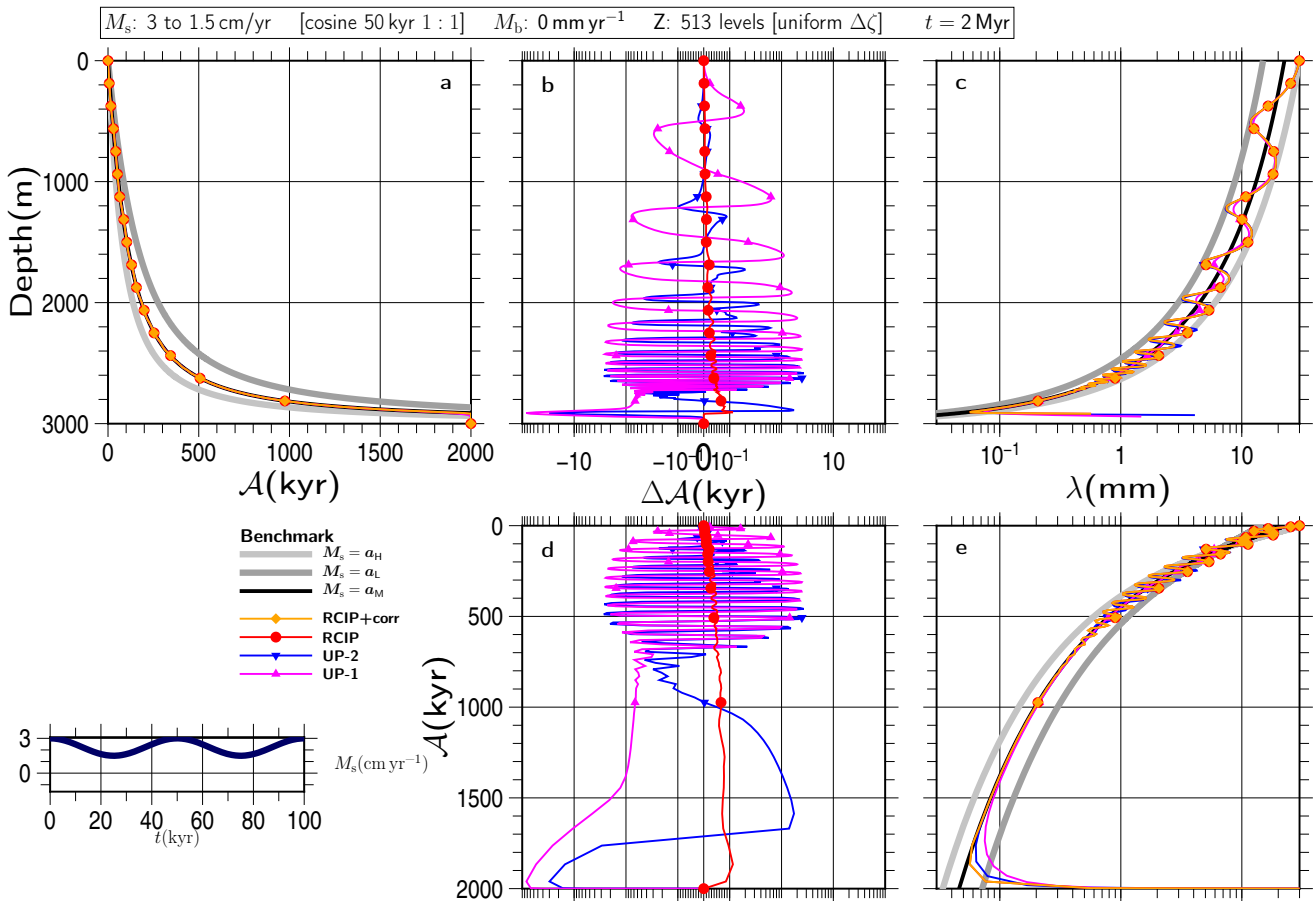 Mₛ: 3 to 1.5 cm/yr [cosine 50 kyr 1 : 1] M_b: 0 mm yr⁻¹ Z: 513 levels [uniform Δζ] t = 2 Myr
a b c
0
1000
2000
3000
Depth(m)
0 500 1000 1500 2000
𝒜(kyr)
−10 −10⁻¹ 0 10⁻¹ 10
Δ𝒜(kyr)
10⁻¹ 1 10
λ(mm)
Benchmark
Mₛ = a_H
Mₛ = a_L
Mₛ = a_M
RCIP+corr
RCIP
UP-2
UP-1
3
0
Mₛ(cm yr⁻¹)
0 20 40 60 80 100
t(kyr)
d e
0
500
1000
1500
2000
𝒜(kyr)